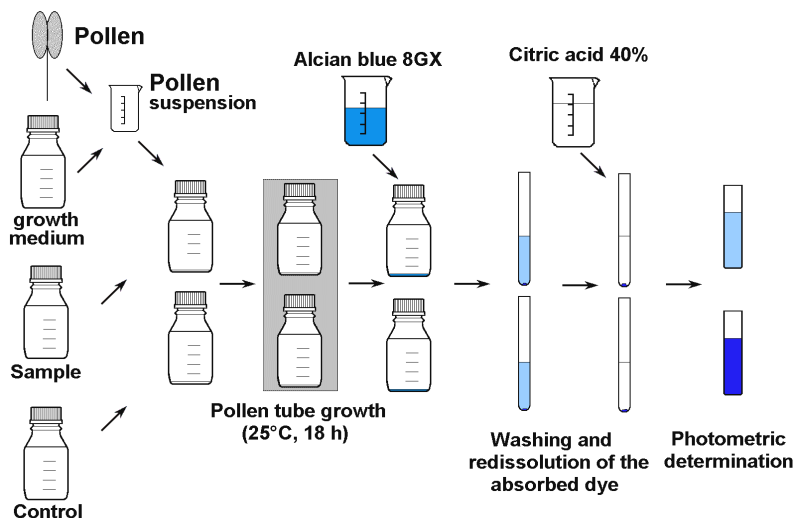 Pollen
Pollen
suspension
growth
medium
Sample
Control
Pollen tube growth
(25°C, 18 h)
Alcian blue 8GX
Citric acid 40%
Washing and
redissolution of the
absorbed dye
Photometric
determination